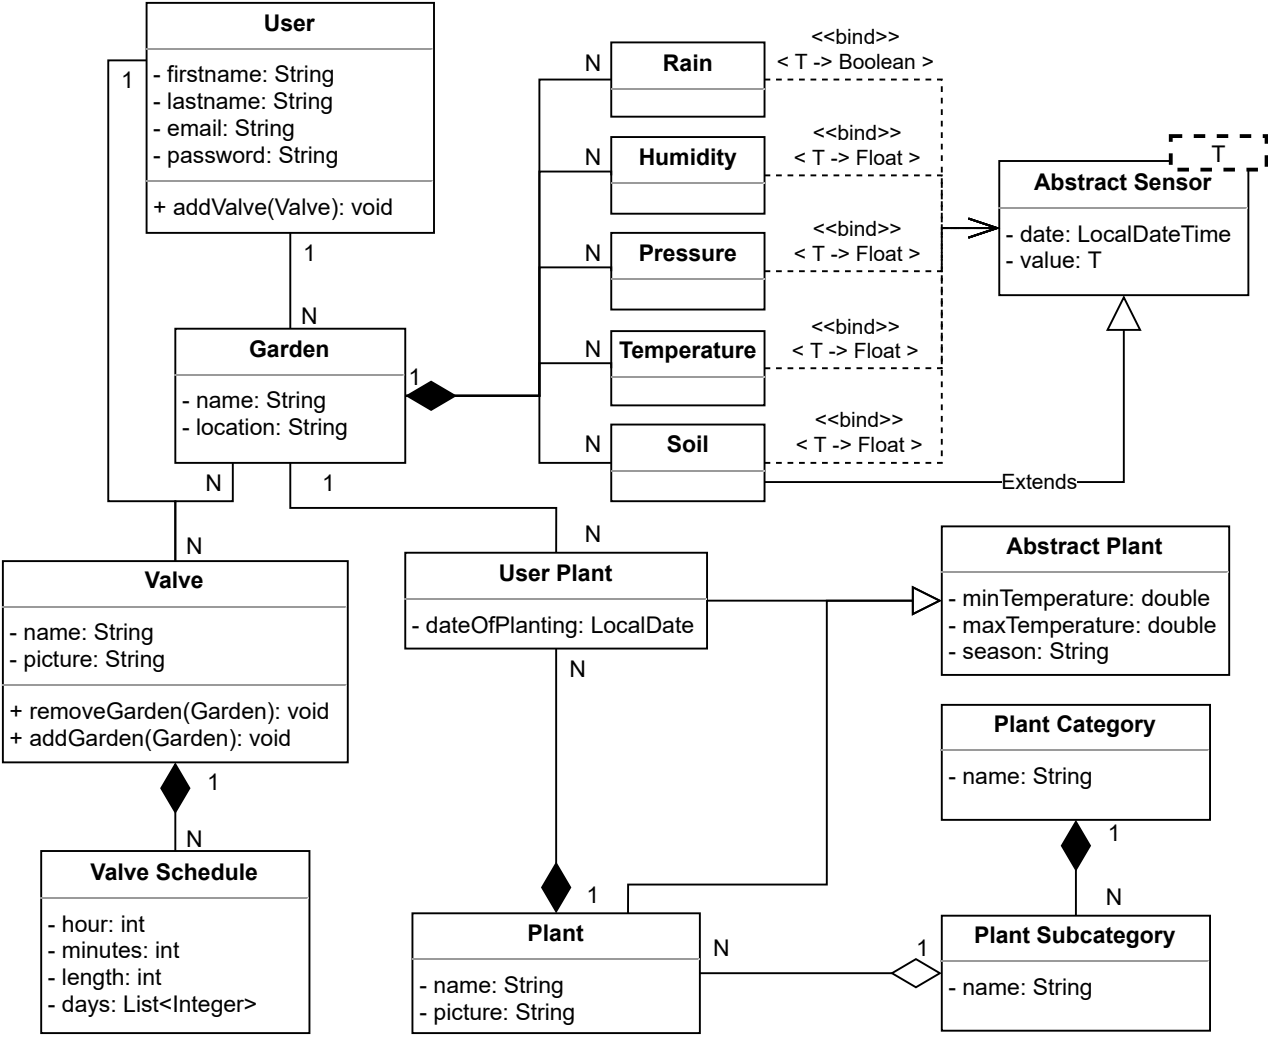 User
- firstname: String
- lastname: String
- email: String
- password: String
+ addValve(Valve): void
1
1
N
Garden
- name: String
- location: String
1
N
1
N
Rain
N
Humidity
N
Pressure
N
Temperature
N
Soil
<<bind>>
< T -> Boolean >
<<bind>>
< T -> Float >
<<bind>>
< T -> Float >
<<bind>>
< T -> Float >
<<bind>>
< T -> Float >
T
Abstract Sensor
- date: LocalDateTime
- value: T
Extends
N
Valve
- name: String
- picture: String
+ removeGarden(Garden): void
+ addGarden(Garden): void
1
N
Valve Schedule
- hour: int
- minutes: int
- length: int
- days: List<Integer>
N
User Plant
- dateOfPlanting: LocalDate
N
1
Plant
- name: String
- picture: String
N
1
Abstract Plant
- minTemperature: double
- maxTemperature: double
- season: String
Plant Category
- name: String
1
N
Plant Subcategory
- name: String